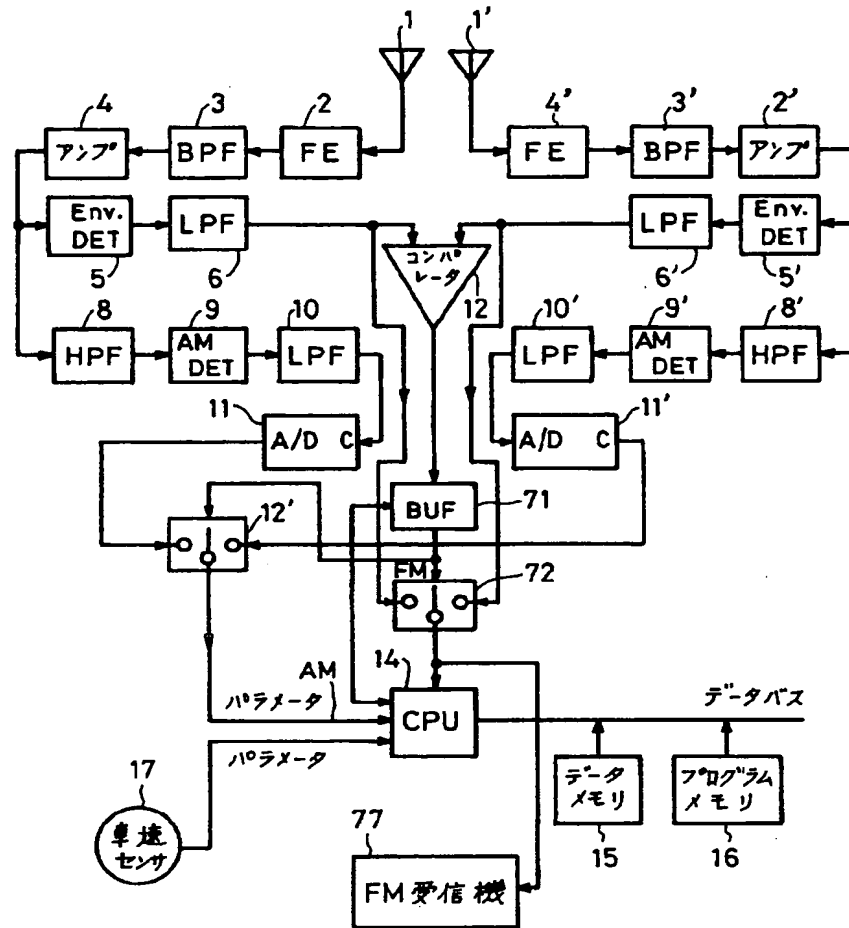 1 1'
4 3 2 4' 3' 2'
アンプ BPF FE FE BPF アンプ
Env. DET LPF LPF Env. DET
5 6 コンパレータ 12 6' 5'
8 9 10 10' 9' 8'
HPF AM DET LPF LPF AM DET HPF
11 11'
A/D C A/D C
12' BUF 71
FM 72
14
AM
パラメータ CPU データバス
パラメータ
17 データメモリ プログラムメモリ
車速センサ 15 16
77
FM受信機